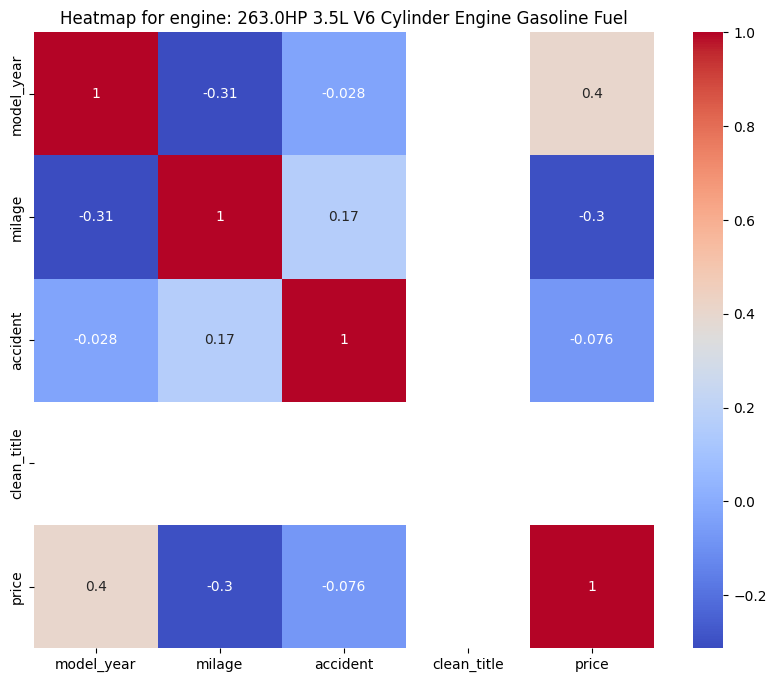 Heatmap for engine: 263.0HP 3.5L V6 Cylinder Engine Gasoline Fuel
model_year
1
-0.31
-0.028
0.4
milage
-0.31
1
0.17
-0.3
accident
-0.028
0.17
1
-0.076
clean_title
price
0.4
-0.3
-0.076
1
model_year
milage
accident
clean_title
price
1.0
0.8
0.6
0.4
0.2
0.0
−0.2